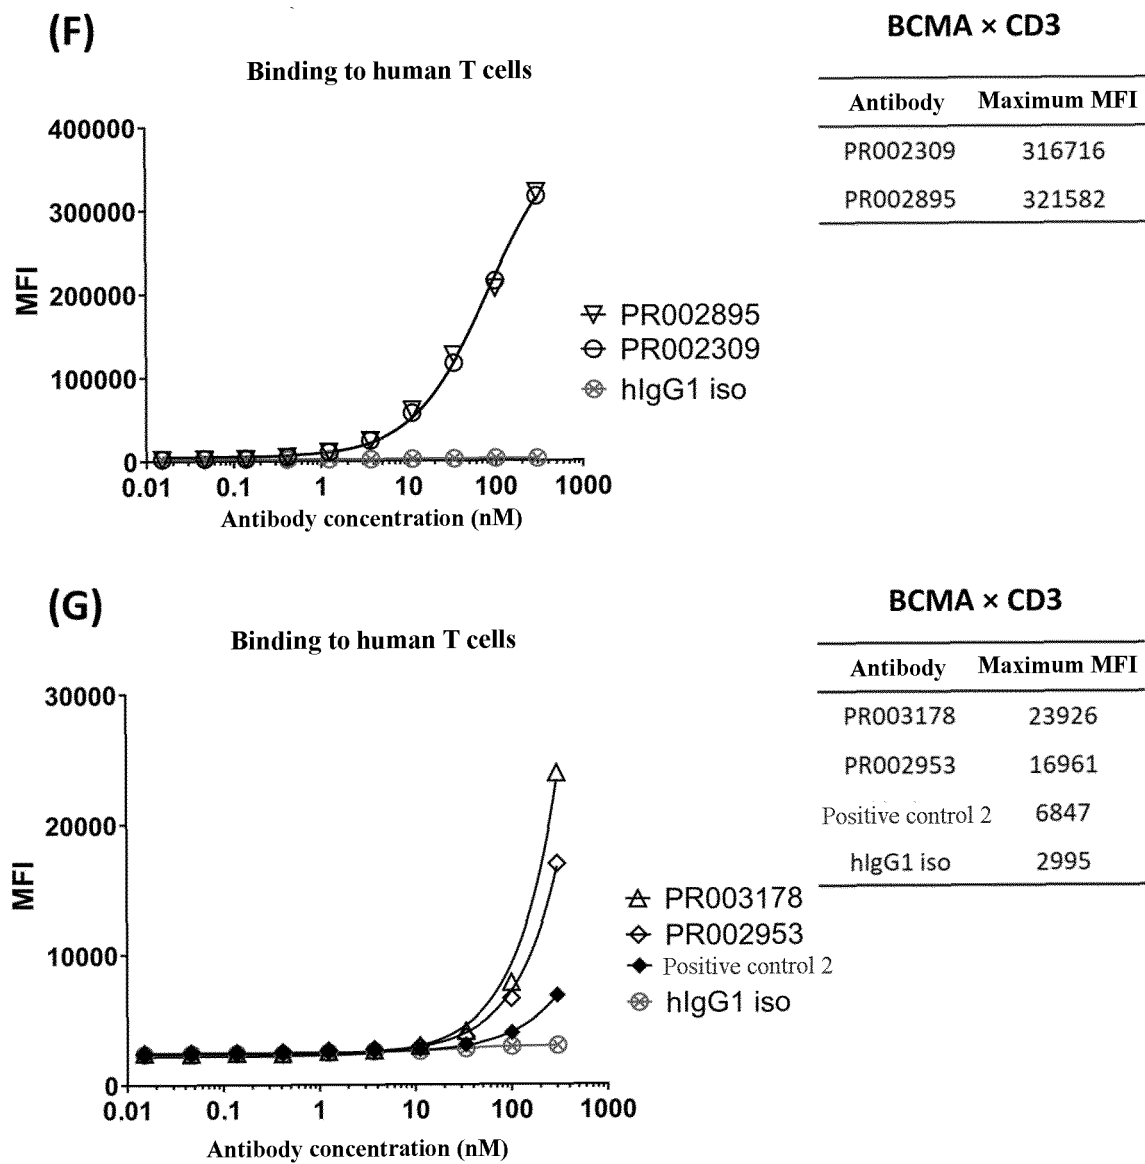 (F)
BCMA × CD3
Binding to human T cells
Antibody Maximum MFI
PR002309 316716
PR002895 321582
400000
300000
200000
100000
0
MFI
PR002895
PR002309
hIgG1 iso
0.01 0.1 1 10 100 1000
Antibody concentration (nM)
(G)
BCMA × CD3
Binding to human T cells
Antibody Maximum MFI
PR003178 23926
PR002953 16961
Positive control 2 6847
hIgG1 iso 2995
30000
20000
10000
0
MFI
PR003178
PR002953
Positive control 2
hIgG1 iso
0.01 0.1 1 10 100 1000
Antibody concentration (nM)